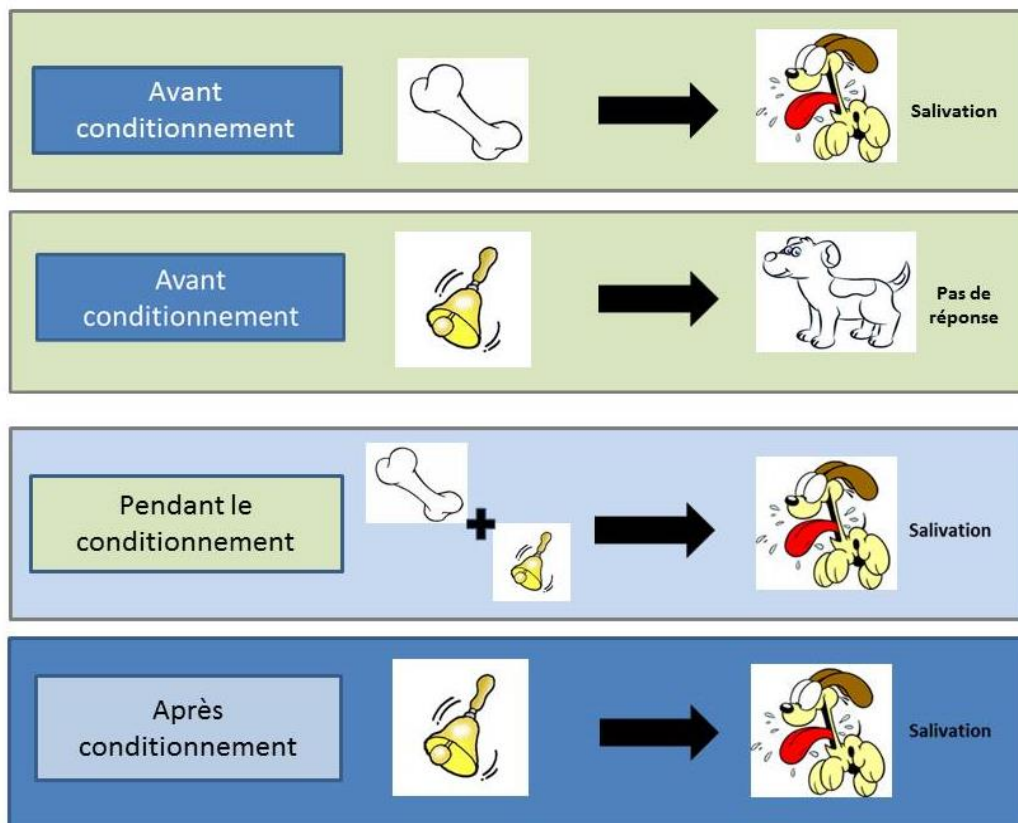 Avant
conditionnement
Salivation
Avant
conditionnement
Pas de
réponse
Pendant le
conditionnement
Salivation
Après
conditionnement
Salivation